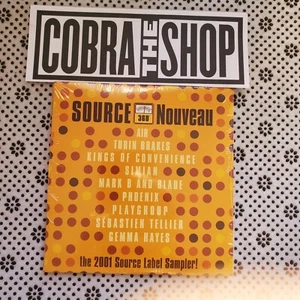 COBRA THE SHOP
SOURCE 360 Nouveau
AIR
TURIN BRAKES
KINGS OF CONVENIENCE
SIMIAN
MARK B AND BLADE
PHOENIX
PLAYGROUP
SÉBASTIEN TELLIER
GEMMA HAYES
the 2001 Source Label Sampler!